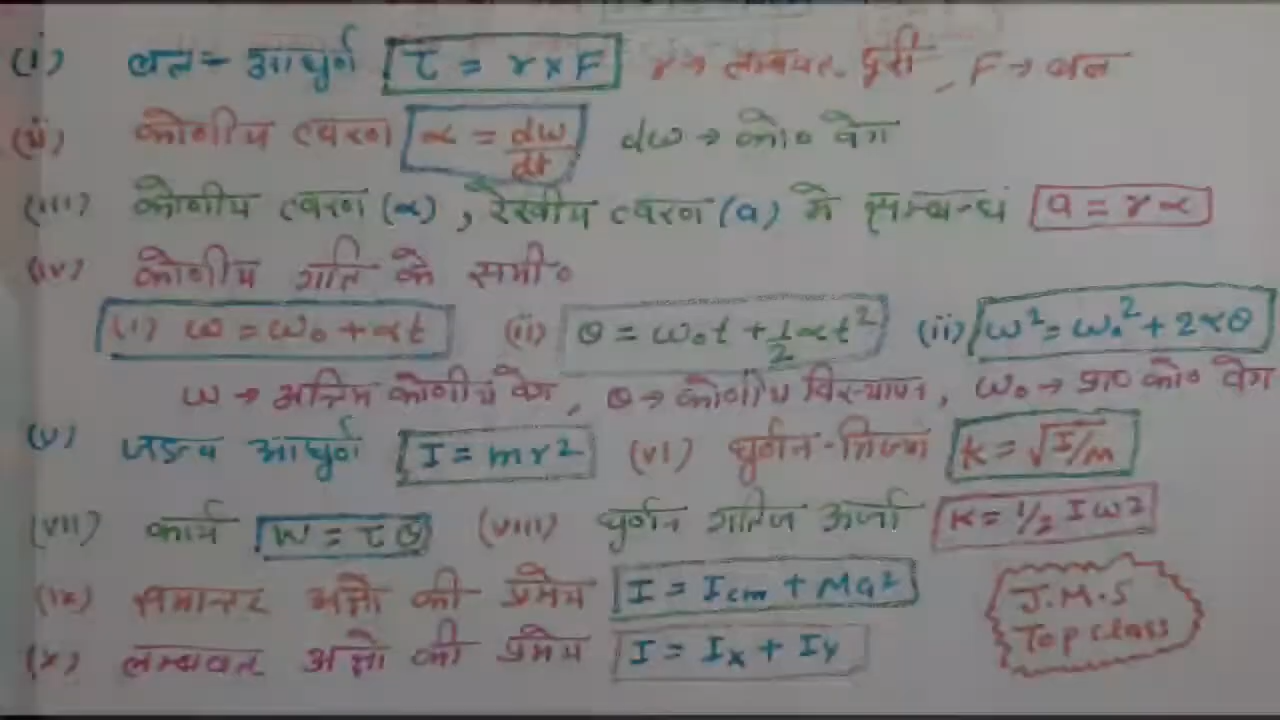 (i) बल- आघूर्ण τ = r × F r → लम्बवत दूरी, F → बल
(ii) कोणीय त्वरण α = dω/dt dω → को० वेग
(iii) कोणीय त्वरण (α), रेखीय त्वरण (a) मे सम्बन्ध a = rα
(iv) कोणीय गति के समी०
(i) ω = ω₀ + αt (ii) θ = ω₀t + 1/2 αt² (ii) ω² = ω₀² + 2αθ
ω → अन्तिम कोणीय वेग, θ → कोणीय विस्थापन, ω₀ → प्रा० को० वेग
(v) जड़त्व आघूर्ण I = mr² (vi) घूर्णन-त्रिज्या K = √I/m
(vii) कार्य W = τθ (viii) घूर्णन गतिज ऊर्जा K = 1/2 Iω²
(ix) समान्तर अक्षो की प्रमेय I = Icm + Ma²
(x) लम्बवत अक्षो की प्रमेय I = Ix + Iy
J.M.S
Top class